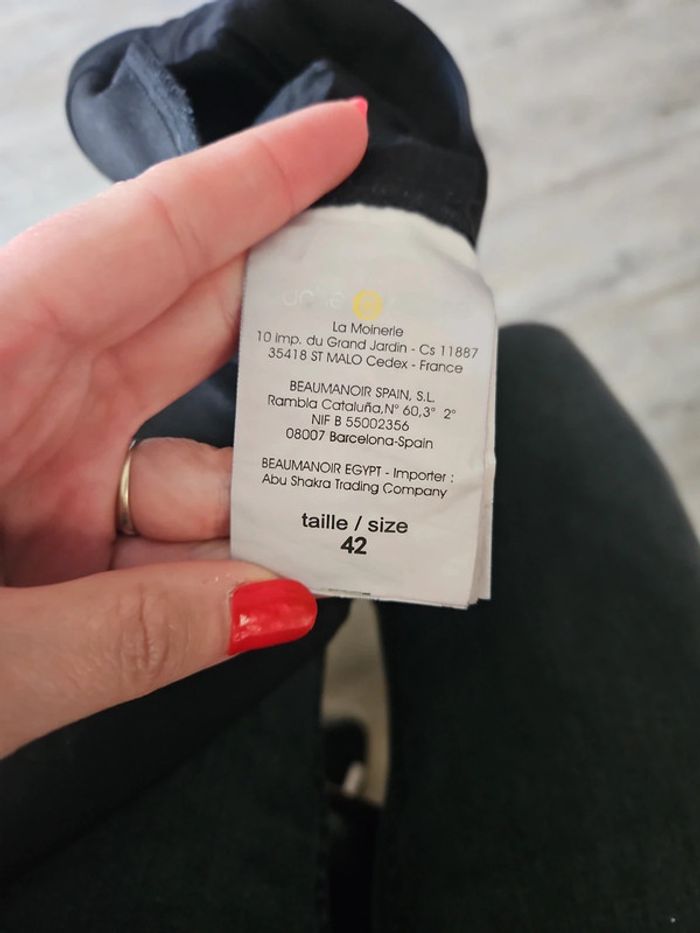 La Moinerie
10 imp. du Grand Jardin - Cs 11887
35418 ST MALO Cedex - France
BEAUMANOIR SPAIN, S.L.
Rambla Cataluña,N° 60,3° 2°
NIF B 55002356
08007 Barcelona-Spain
BEAUMANOIR EGYPT - Importer :
Abu Shakra Trading Company
taille / size
42